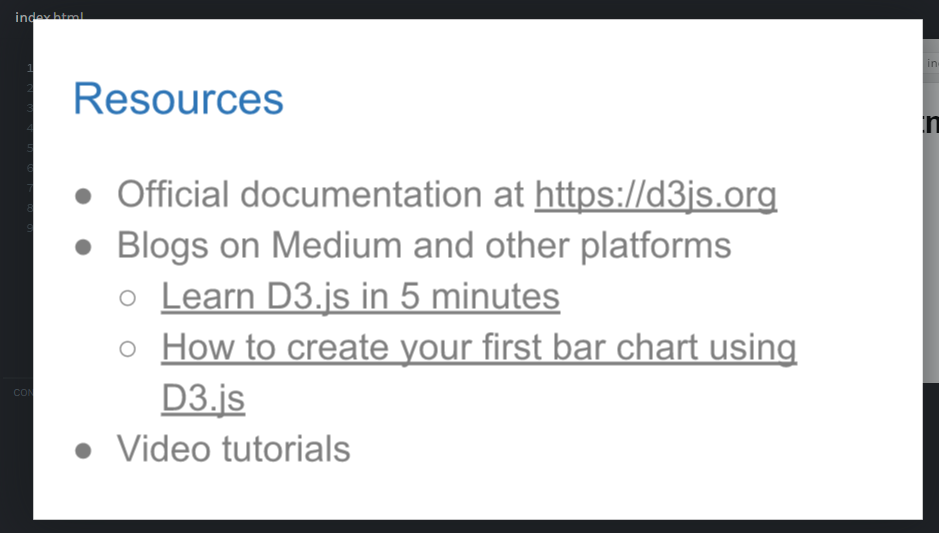 index.html
Resources
● Official documentation at https://d3js.org
● Blogs on Medium and other platforms
○ Learn D3.js in 5 minutes
○ How to create your first bar chart using
D3.js
● Video tutorials